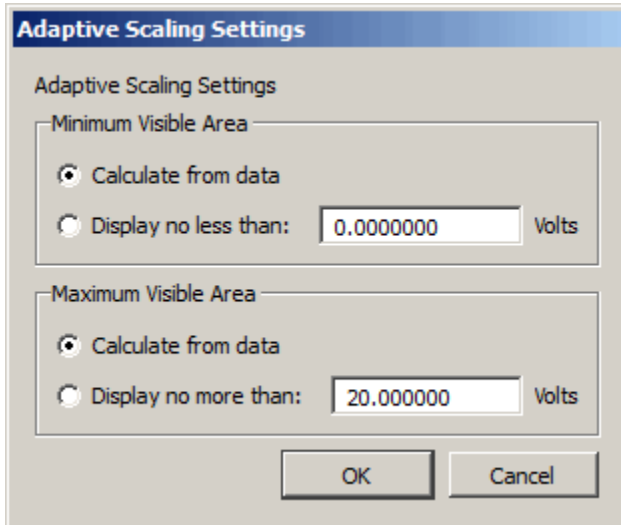 Adaptive Scaling Settings
Adaptive Scaling Settings
Minimum Visible Area
Calculate from data
Display no less than: 0.0000000 Volts
Maximum Visible Area
Calculate from data
Display no more than: 20.000000 Volts
OK Cancel